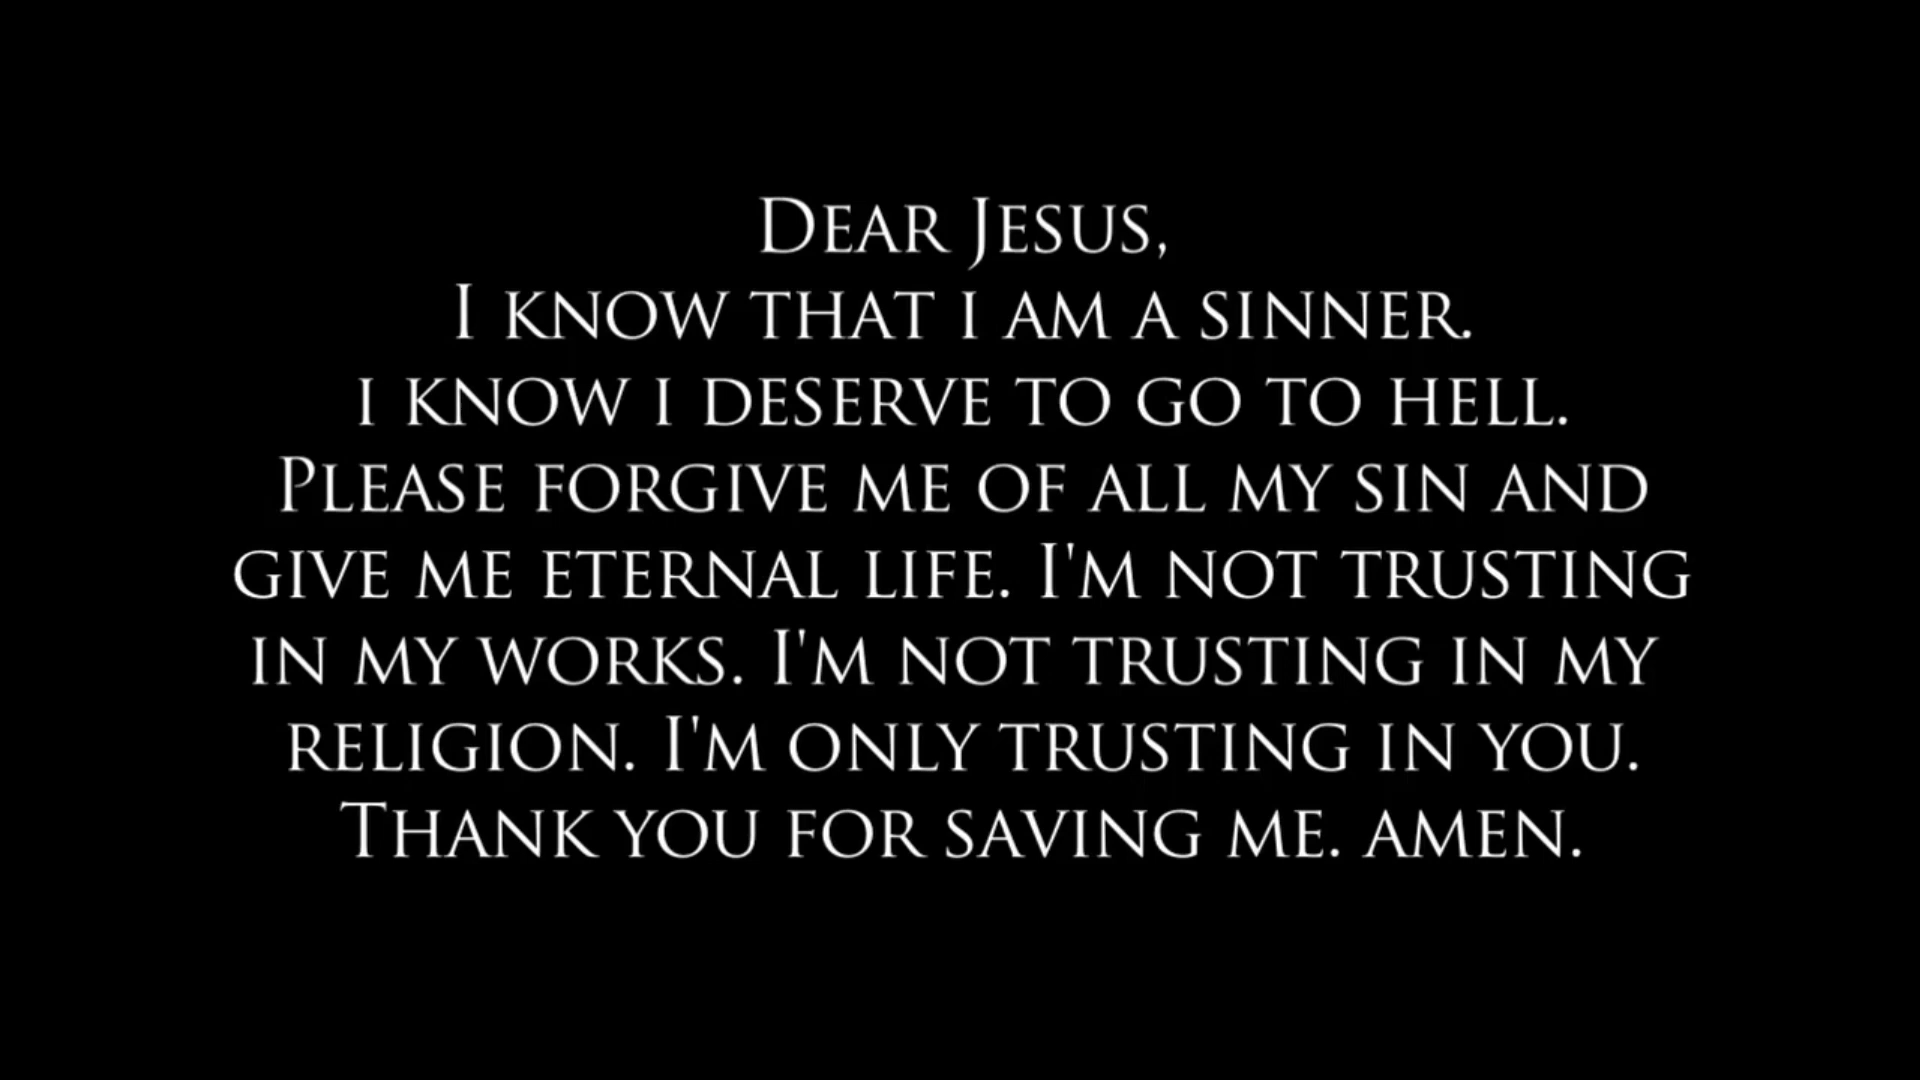 Dear Jesus,
I know that i am a sinner.
i know i deserve to go to hell.
Please forgive me of all my sin and
give me eternal life. I'm not trusting
in my works. I'm not trusting in my
religion. I'm only trusting in you.
Thank you for saving me. amen.